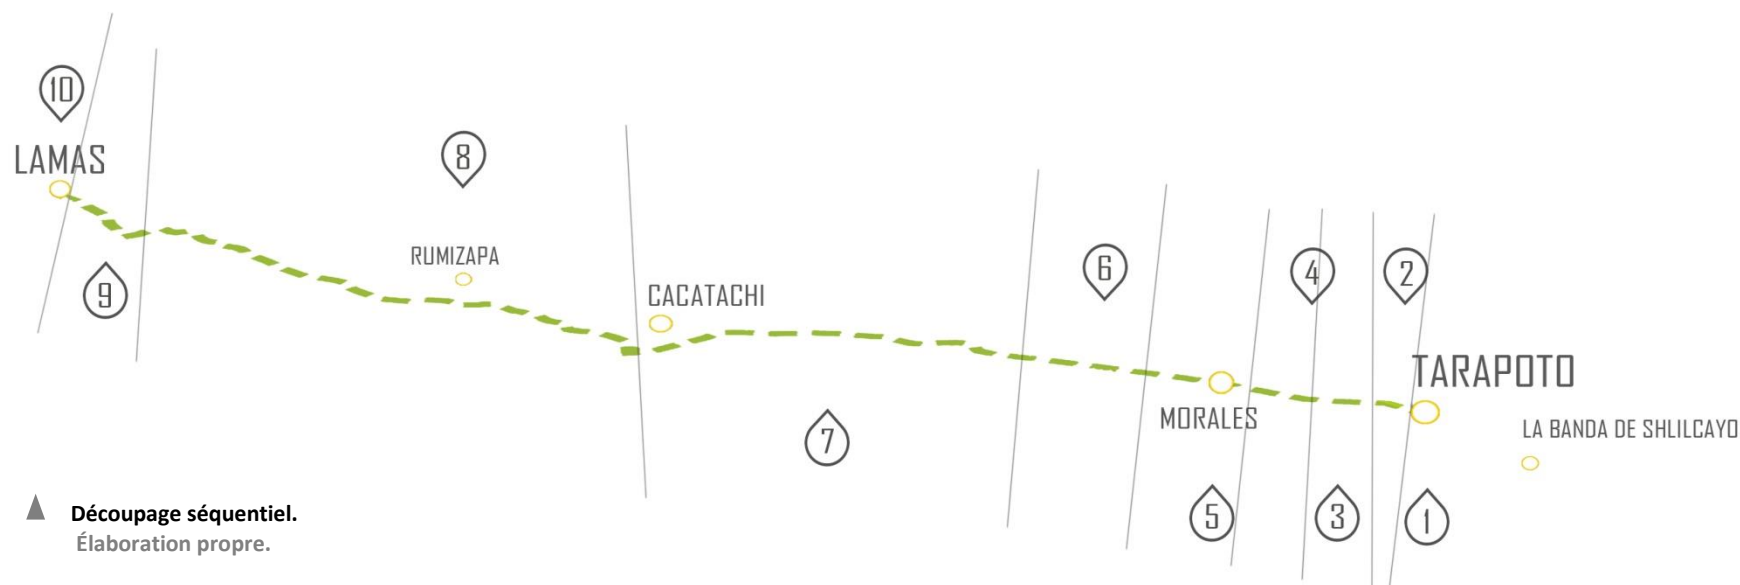 10
LAMAS
8
9
RUMIZAPA
CACATACHI
6
4
2
7
TARAPOTO
MORALES
LA BANDA DE SHLILCAYO
5
3
1
Découpage séquentiel.
Élaboration propre.